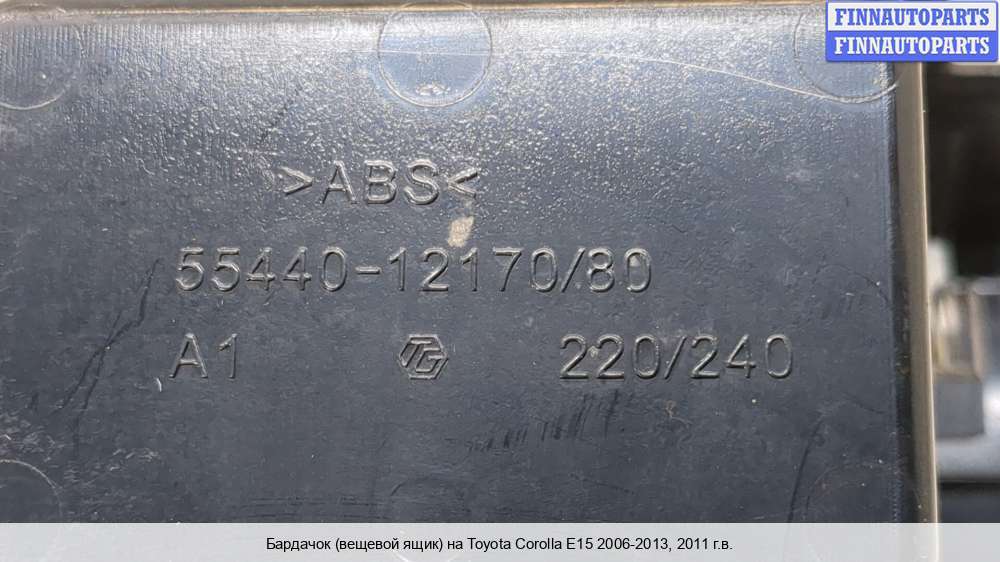 FINNAUTOPARTS
FINNAUTOPARTS
>ABS<
55440-12170/80
A1 TG 220/240
Бардачок (вещевой ящик) на Toyota Corolla E15 2006-2013, 2011 г.в.